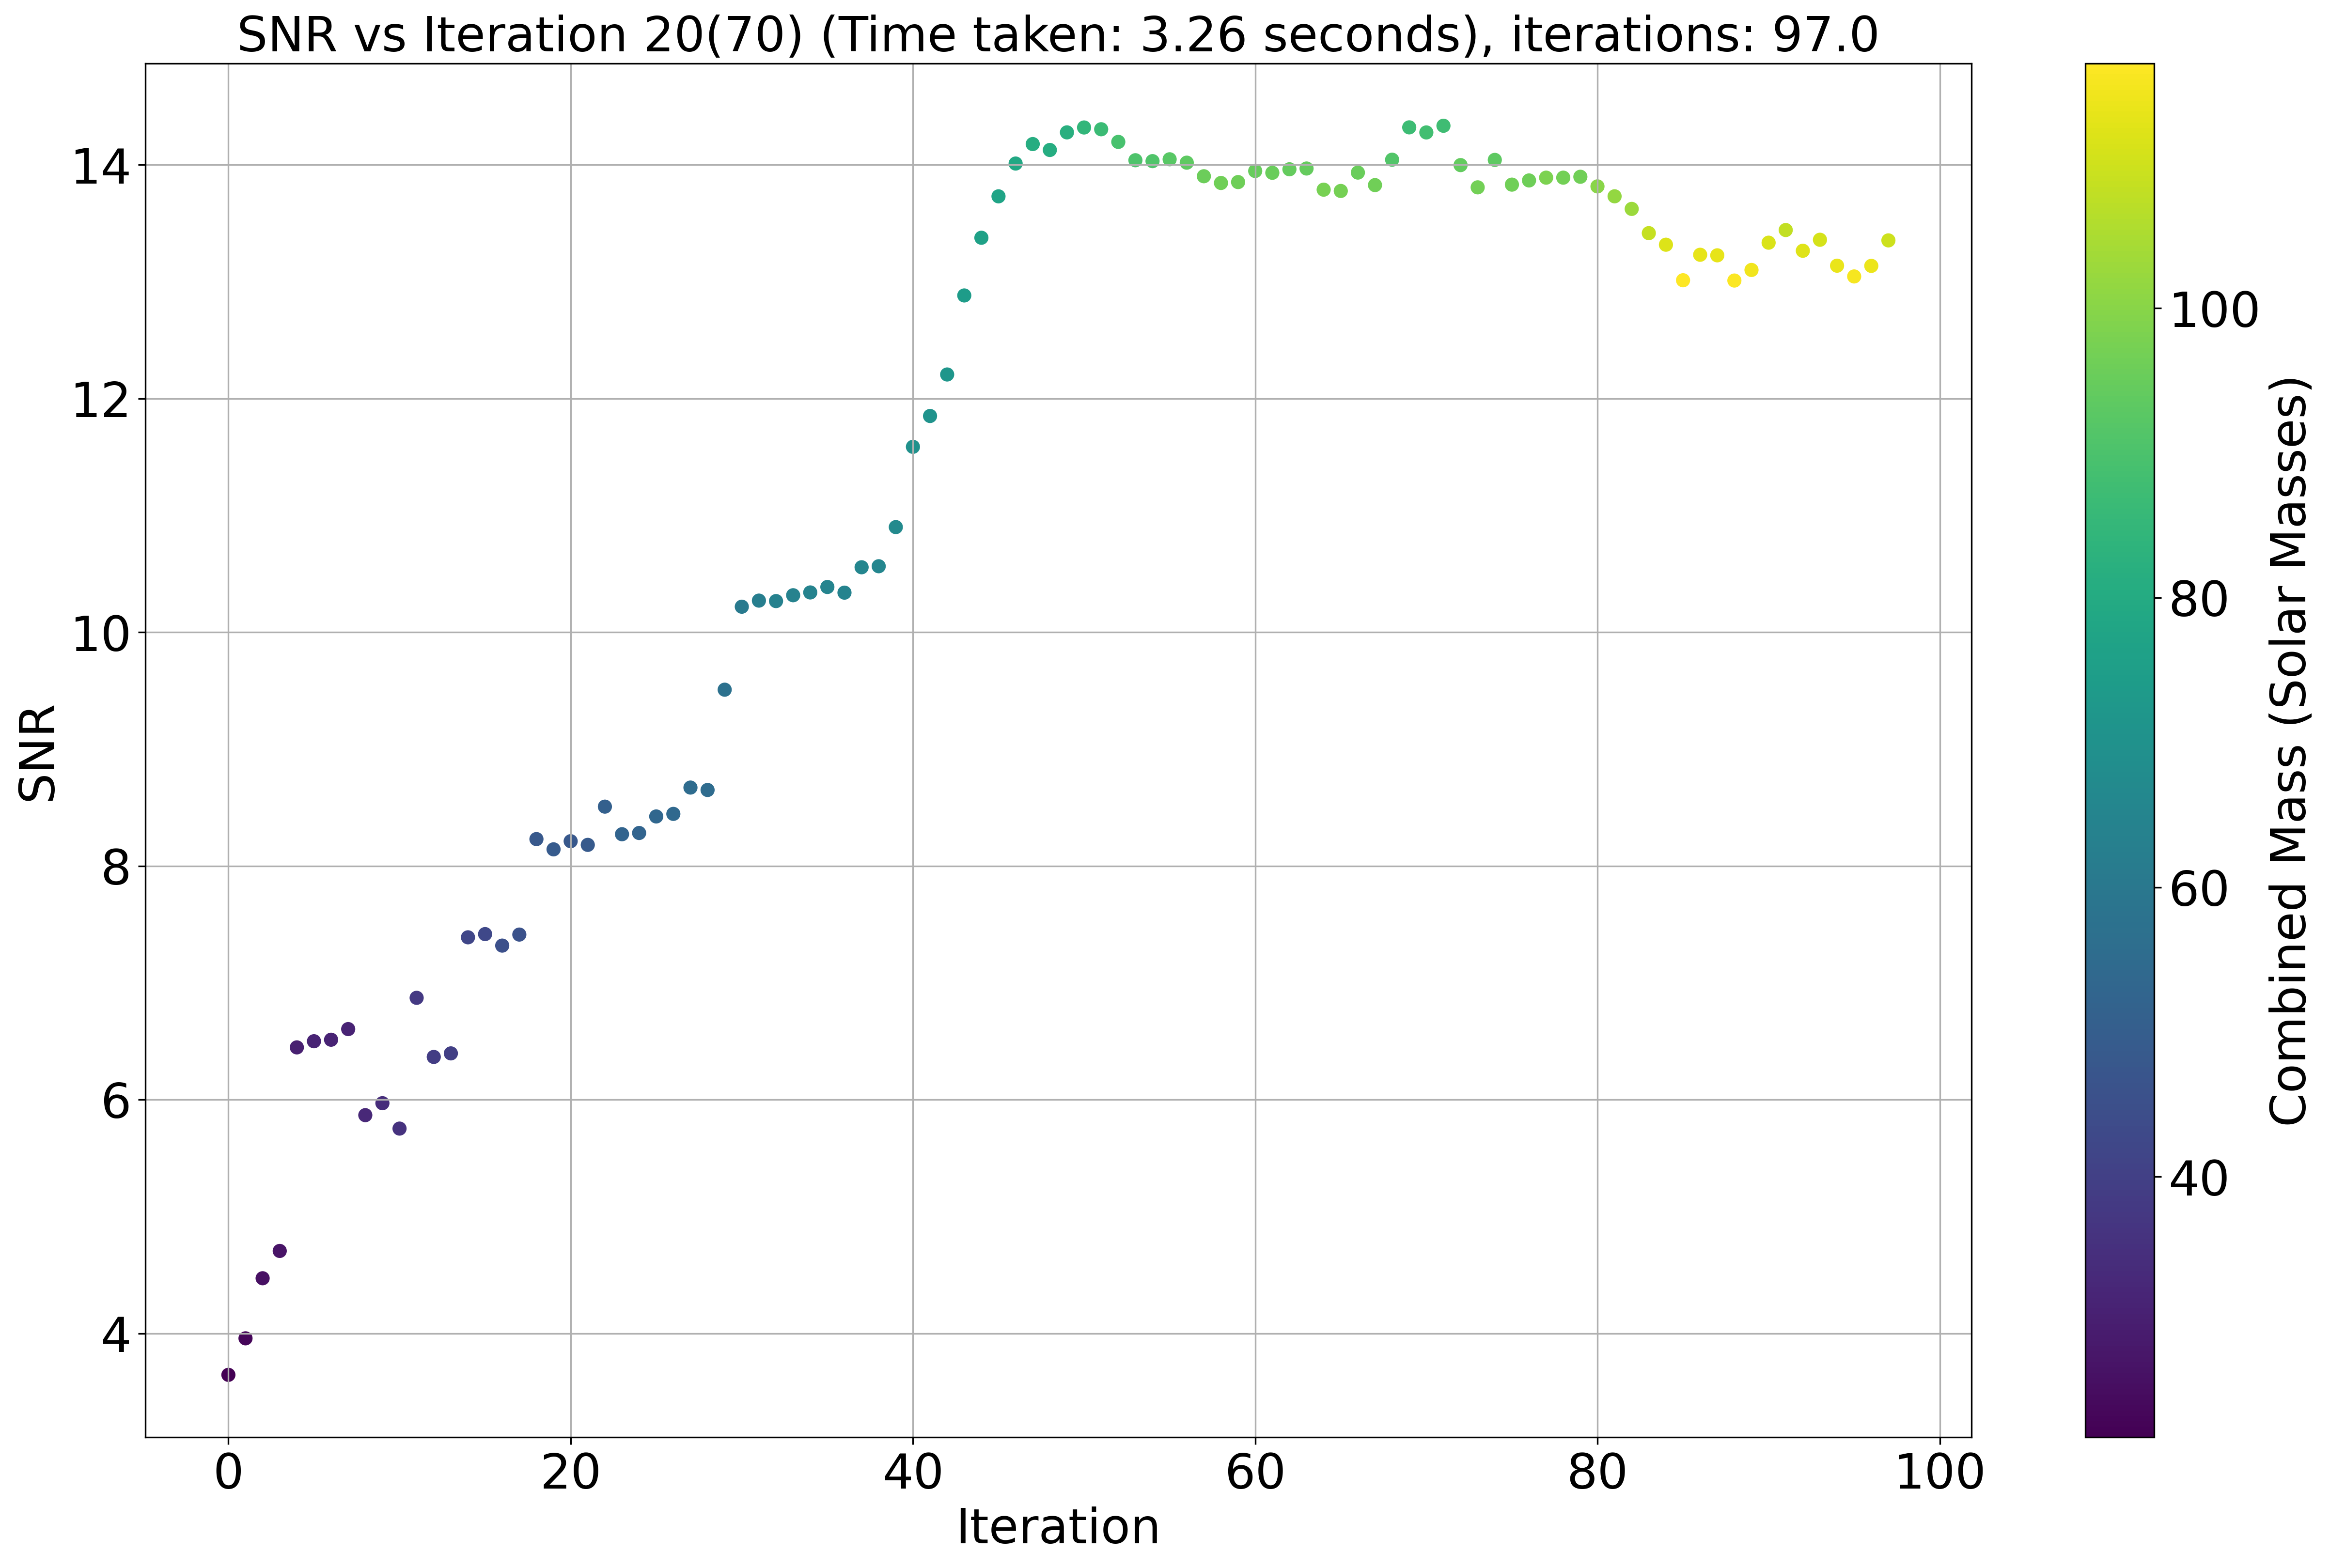 SNR vs Iteration 20(70) (Time taken: 3.26 seconds), iterations: 97.0
SNR
14
12
10
8
6
4
0 20 40 60 80 100
Iteration
100
80
60
40
Combined Mass (Solar Masses)